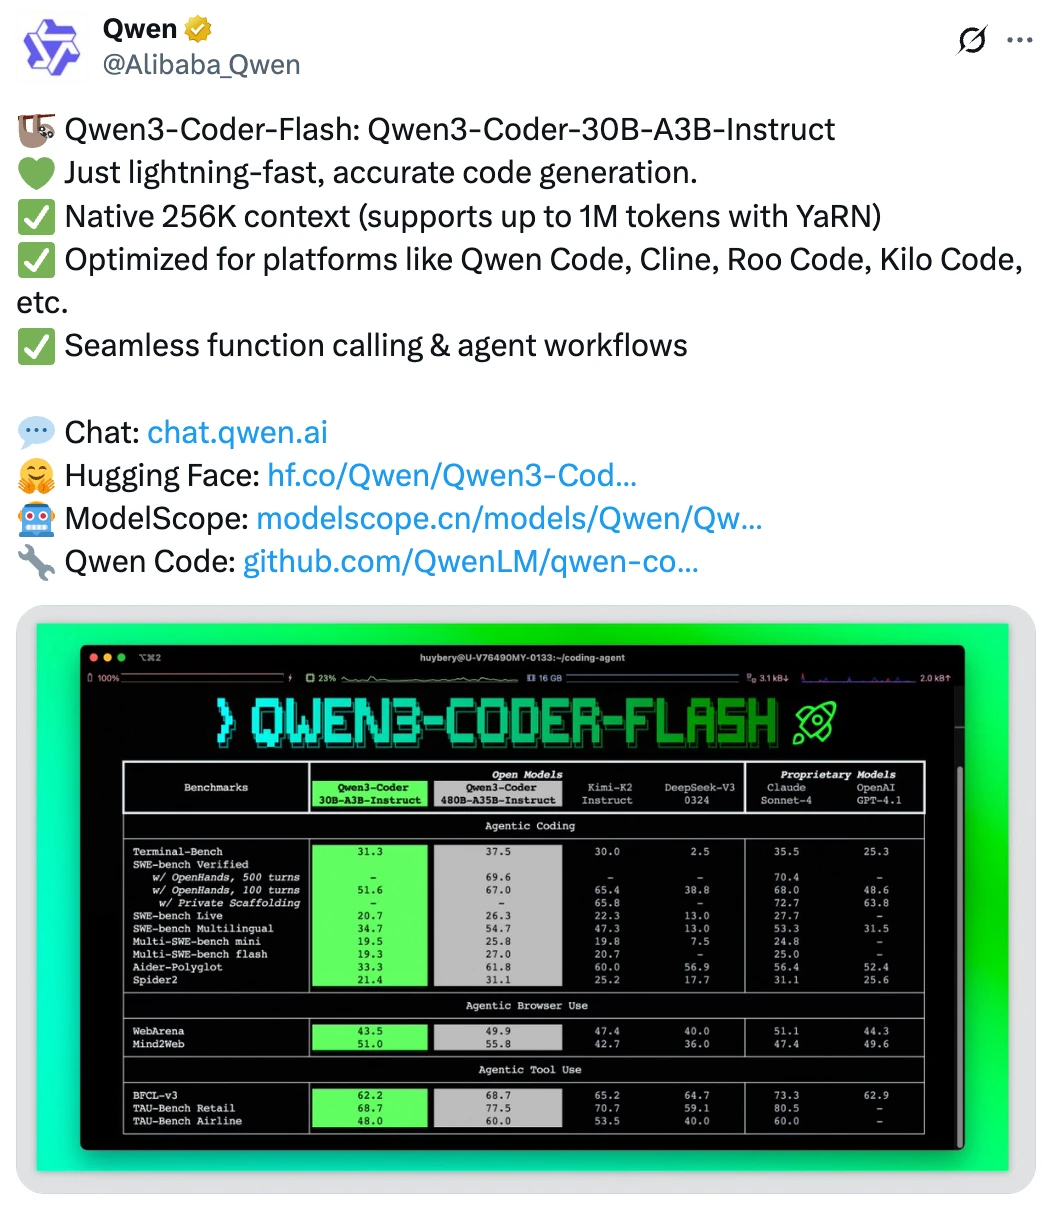 Qwen
@Alibaba_Qwen
🦥 Qwen3-Coder-Flash: Qwen3-Coder-30B-A3B-Instruct
💚 Just lightning-fast, accurate code generation.
✅ Native 256K context (supports up to 1M tokens with YaRN)
✅ Optimized for platforms like Qwen Code, Cline, Roo Code, Kilo Code,
etc.
✅ Seamless function calling & agent workflows
💬 Chat: chat.qwen.ai
🤗 Hugging Face: hf.co/Qwen/Qwen3-Cod…
🤖 ModelScope: modelscope.cn/models/Qwen/Qw…
🔧 Qwen Code: github.com/QwenLM/qwen-co…
⌥⌘2 huybery@U-V76490MY-0133:~/coding-agent
100% 23% 16 GB 3.1 kB↓ 2.0 kB↑
QWEN3-CODER-FLASH
Open Models Proprietary Models
Benchmarks Qwen3-Coder Qwen3-Coder Kimi-K2 DeepSeek-V3 Claude OpenAI
30B-A3B-Instruct 480B-A35B-Instruct Instruct 0324 Sonnet-4 GPT-4.1
Agentic Coding
Terminal-Bench 31.3 37.5 30.0 2.5 35.5 25.3
SWE-bench Verified
w/ OpenHands, 500 turns – 69.6 – – 70.4 –
w/ OpenHands, 100 turns 51.6 67.0 65.4 38.8 68.0 48.6
w/ Private Scaffolding – – 65.8 – 72.7 63.8
SWE-bench Live 20.7 26.3 22.3 13.0 27.7 –
SWE-bench Multilingual 34.7 54.7 47.3 13.0 53.3 31.5
Multi-SWE-bench mini 19.5 25.8 19.8 7.5 24.8 –
Multi-SWE-bench flash 19.3 27.0 20.7 – 25.0 –
Aider-Polyglot 33.3 61.8 60.0 56.9 56.4 52.4
Spider2 21.4 31.1 25.2 17.7 31.1 25.6
Agentic Browser Use
WebArena 43.5 49.9 47.4 40.0 51.1 44.3
Mind2Web 51.0 55.8 42.7 36.0 47.4 49.6
Agentic Tool Use
BFCL-v3 62.2 68.7 65.2 64.7 73.3 62.9
TAU-Bench Retail 68.7 77.5 70.7 59.1 80.5 –
TAU-Bench Airline 48.0 60.0 53.5 40.0 60.0 –